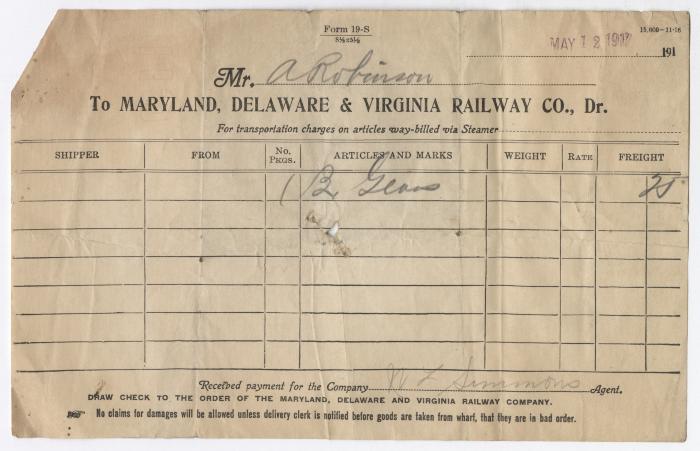 Form 19-S
8½x5½
15,000-11-16
MAY 12 1917
191
Mr. A Robinson
To MARYLAND, DELAWARE & VIRGINIA RAILWAY CO., Dr.
For transportation charges on articles way-billed via Steamer
SHIPPER FROM No. Pkgs. ARTICLES AND MARKS WEIGHT RATE FREIGHT
1 B 25
Received payment for the Company W L Simmons Agent.
DRAW CHECK TO THE ORDER OF THE MARYLAND, DELAWARE AND VIRGINIA RAILWAY COMPANY.
No claims for damages will be allowed unless delivery clerk is notified before goods are taken from wharf, that they are in bad order.